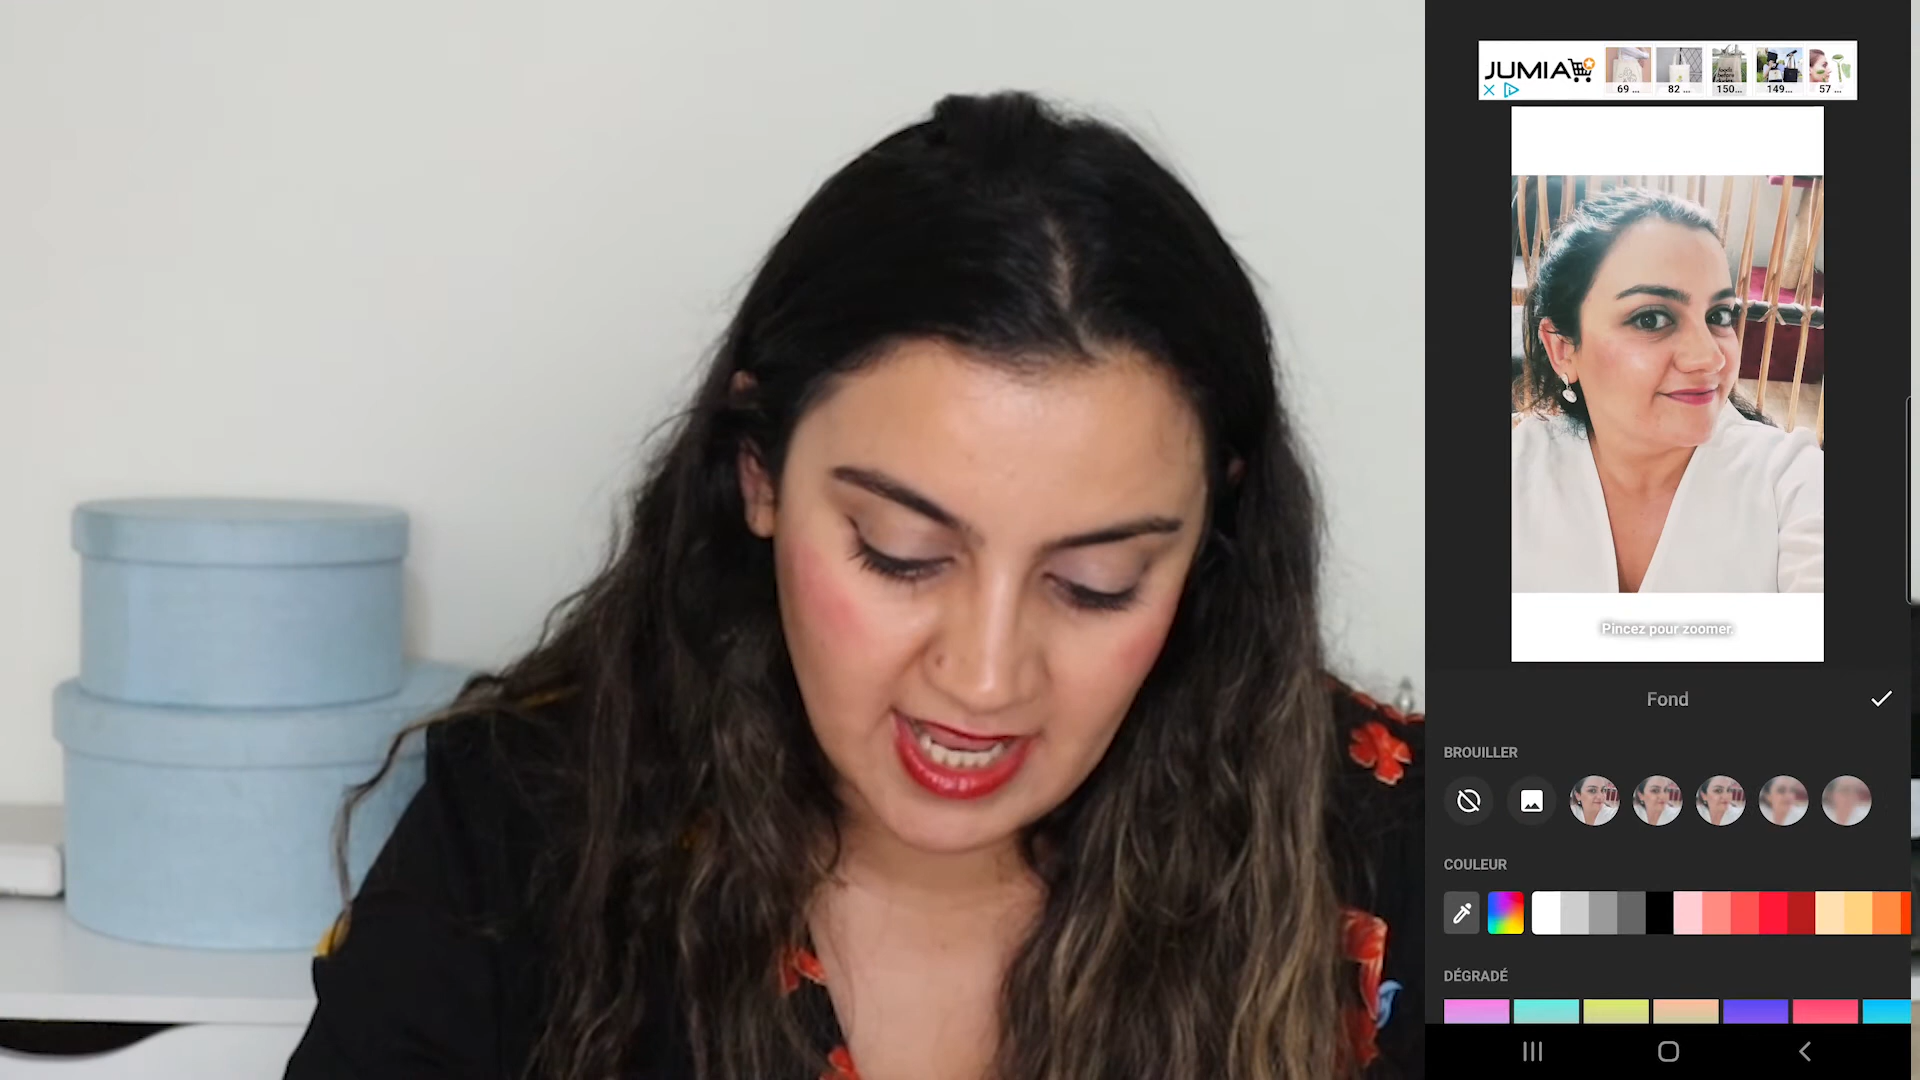 JUMIA
69 ...
82 ...
150...
149...
57 ...
Pincez pour zoomer.
Fond
BROUILLER
COULEUR
DÉGRADÉ